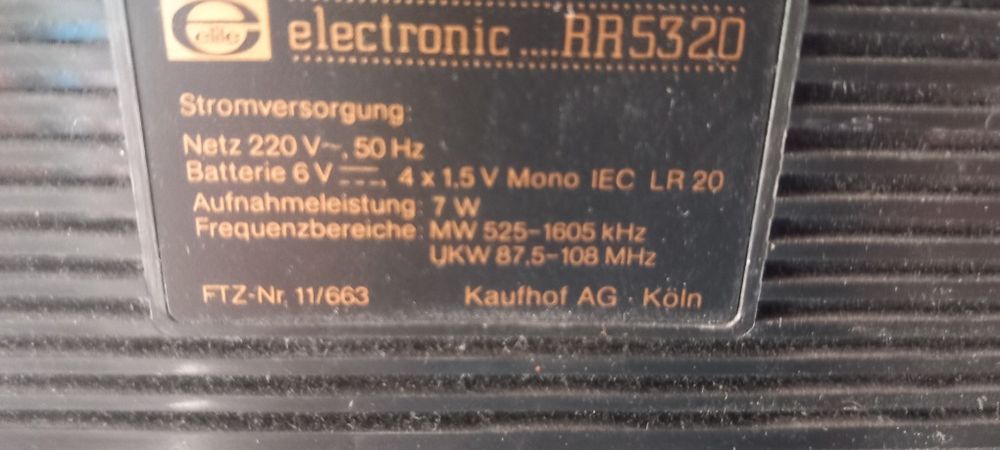 elite
electronic ....RR5320
Stromversorgung:
Netz 220 V~, 50 Hz
Batterie 6 V ⎓, 4 x 1,5 V Mono IEC LR 20
Aufnahmeleistung: 7 W
Frequenzbereiche: MW 525-1605 kHz
UKW 87,5-108 MHz
FTZ-Nr. 11/663 Kaufhof AG · Köln